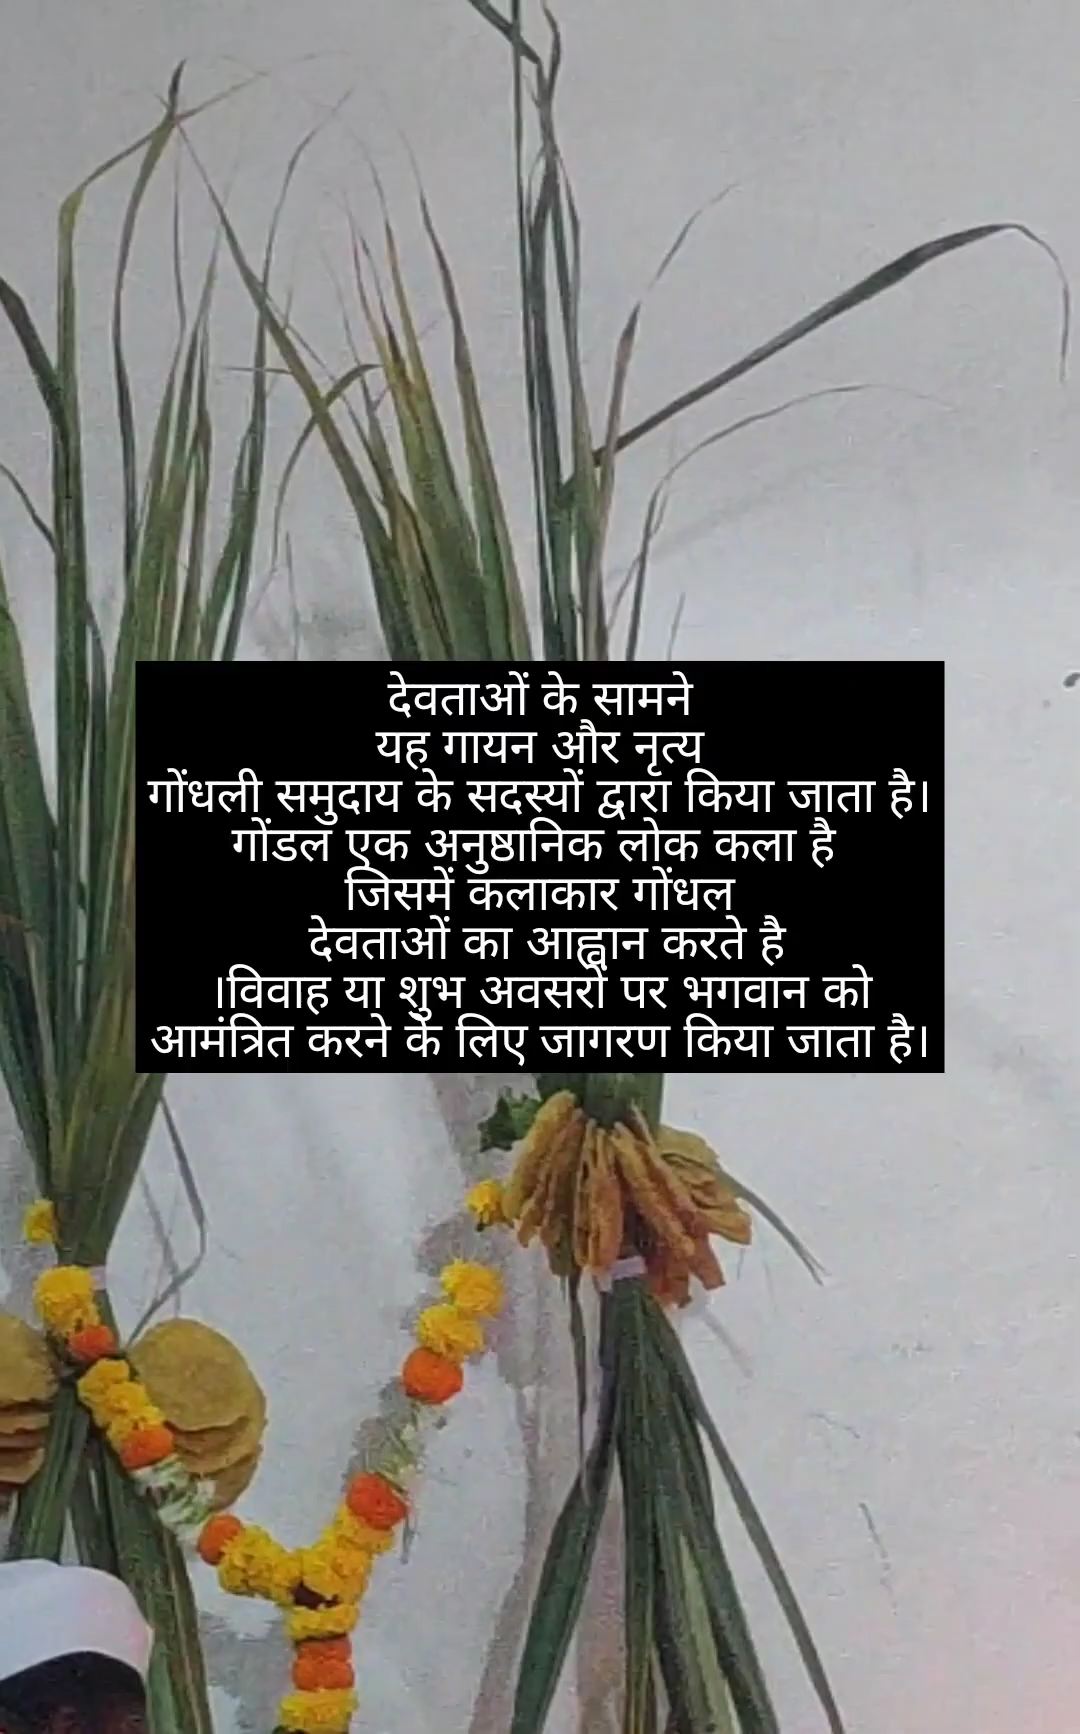 देवताओं के सामने
यह गायन और नृत्य
गोंधली समुदाय के सदस्यों द्वारा किया जाता है।
गोंडल एक अनुष्ठानिक लोक कला है
जिसमें कलाकार गोंधल
देवताओं का आह्वान करते है
।विवाह या शुभ अवसरों पर भगवान को
आमंत्रित करने के लिए जागरण किया जाता है।